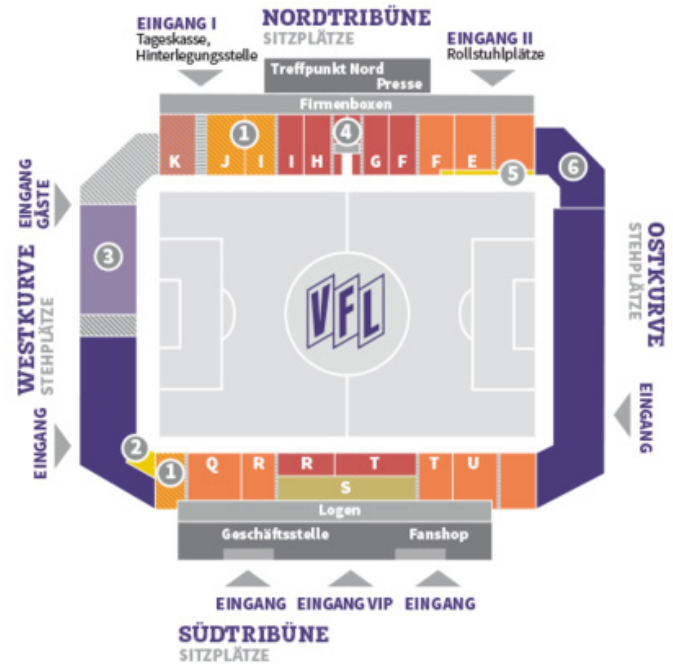 NORDTRIBÜNE
SITZPLÄTZE
EINGANG I
Tageskasse,
Hinterlegungsstelle
EINGANG II
Rollstuhlplätze
Treffpunkt Nord
Presse
Firmenboxen
1
4
K J I I H G F F E
5
6
EINGANG
GÄSTE
3
WESTKURVE
STEHPLÄTZE
VFL
OSTKURVE
STEHPLÄTZE
EINGANG
EINGANG
2
1
Q R R T T U
S
Logen
Geschäftsstelle
Fanshop
EINGANG EINGANG VIP EINGANG
SÜDTRIBÜNE
SITZPLÄTZE